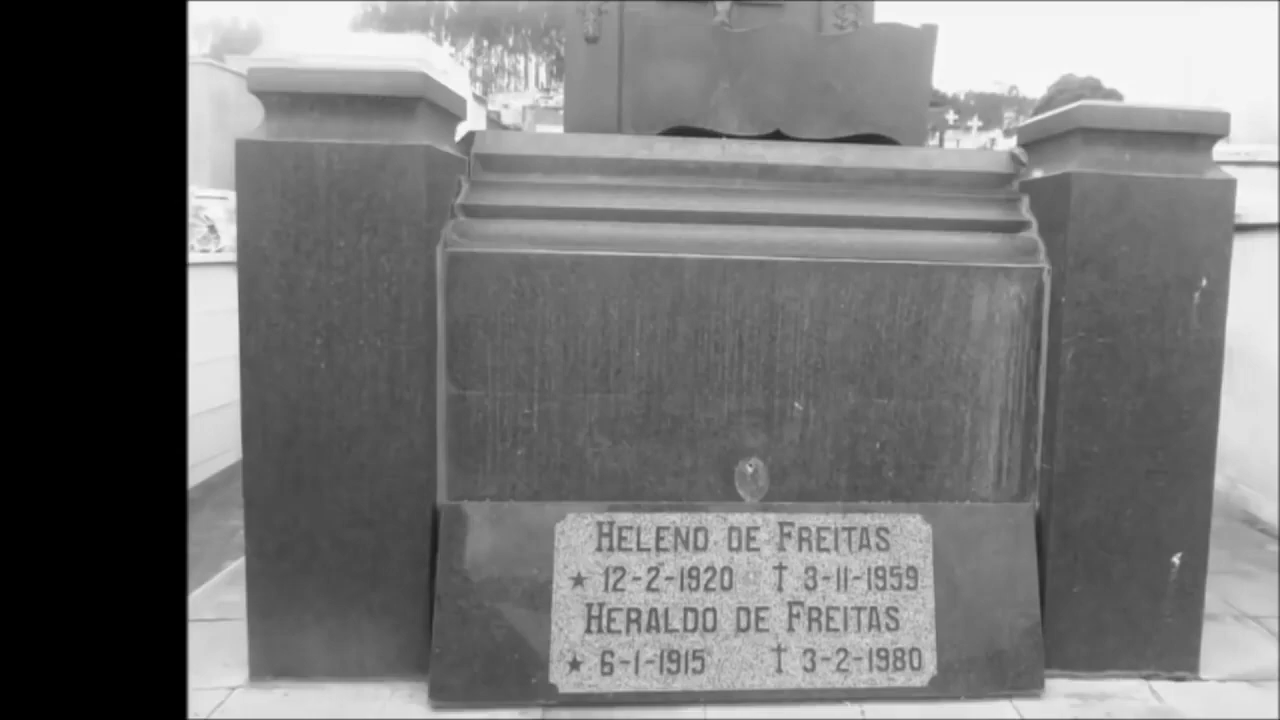 HELENO DE FREITAS
★ 12-2-1920 † 3-11-1959
HERALDO DE FREITAS
★ 6-1-1915 † 3-2-1980